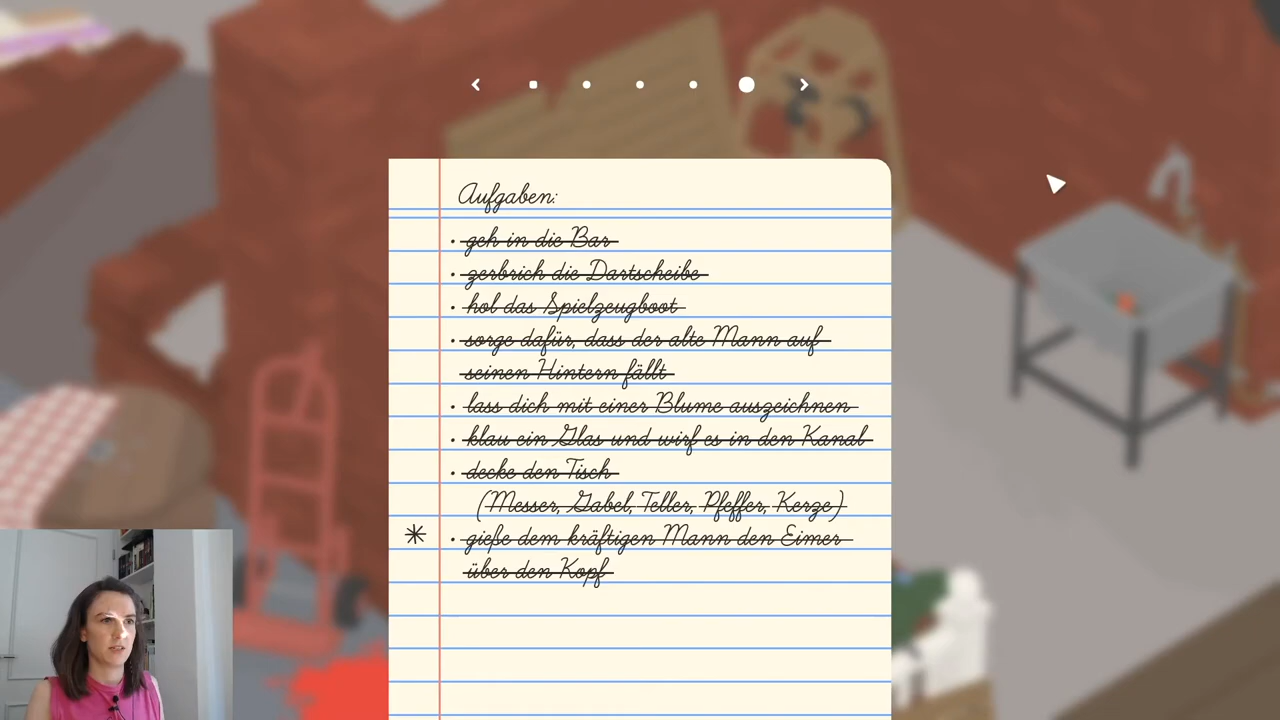 Aufgaben:
• geh in die Bar
• zerbrich die Dartscheibe
• hol das Spielzeugboot
• sorge dafür, dass der alte Mann auf
seinen Hintern fällt
• lass dich mit einer Blume auszeichnen
• klau ein Glas und wirf es in den Kanal
• decke den Tisch
(Messer, Gabel, Teller, Pfeffer, Kerze)
• gieße dem kräftigen Mann den Eimer
über den Kopf